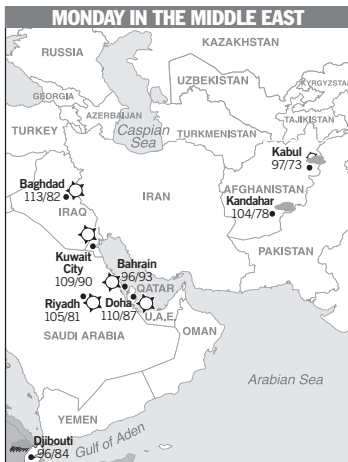 MONDAY IN THE MIDDLE EAST
KAZAKHSTAN
RUSSIA
UZBEKISTAN
KYRGYZSTAN
GEORGIA
AZERBAIJAN
TAJIKISTAN
TURKEY
Caspian
Sea
TURKMENISTAN
Kabul
97/73
Baghdad
113/82
IRAN
AFGHANISTAN
Kandahar
104/78
IRAQ
PAKISTAN
Kuwait
City
109/90
Bahrain
96/93
QATAR
Riyadh
105/81
Doha
110/87
U.A.E.
SAUDI ARABIA
OMAN
Arabian Sea
YEMEN
Djibouti
96/84
Gulf of Aden